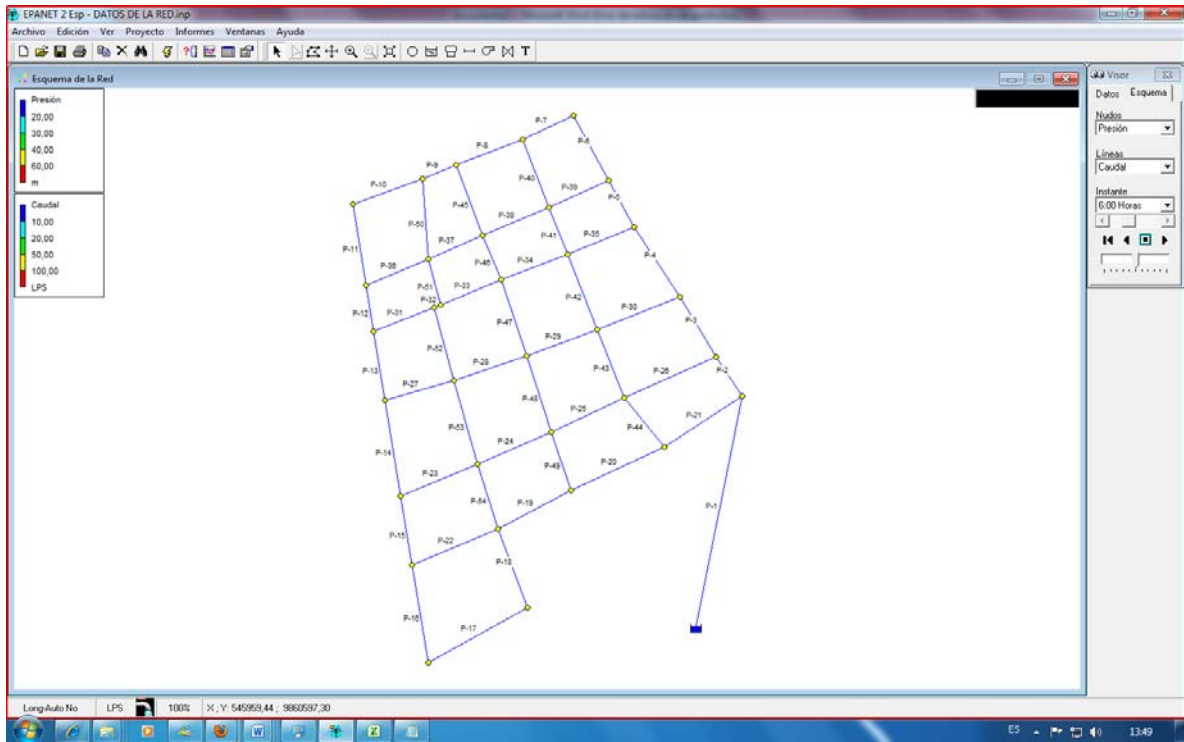 EPANET 2 Esp - DATOS DE LA RED.inp
Archivo Edición Ver Proyecto Informes Ventanas Ayuda
T
Esquema de la Red
Presión
20,00
30,00
40,00
60,00
m
Caudal
10,00
20,00
50,00
100,00
LPS
Visor
Datos Esquema
Nudos
Presión
Líneas
Caudal
Instante
6:00 Horas
P-7
P-6
P-8
P-9
P-10
P-40
P-39
P-5
P-45
P-38
P-50
P-41
P-35
P-4
P-37
P-11
P-36
P-46
P-34
P-51
P-33
P-32
P-12
P-31
P-42
P-30
P-3
P-47
P-52
P-29
P-28
P-13
P-27
P-43
P-26
P-2
P-48
P-25
P-21
P-53
P-44
P-24
P-14
P-23
P-49
P-20
P-54
P-19
P-1
P-15
P-22
P-18
P-16
P-17
Long-Auto No LPS 100% X ; Y: 545959,44 ; 9860597,30
ES 13:49